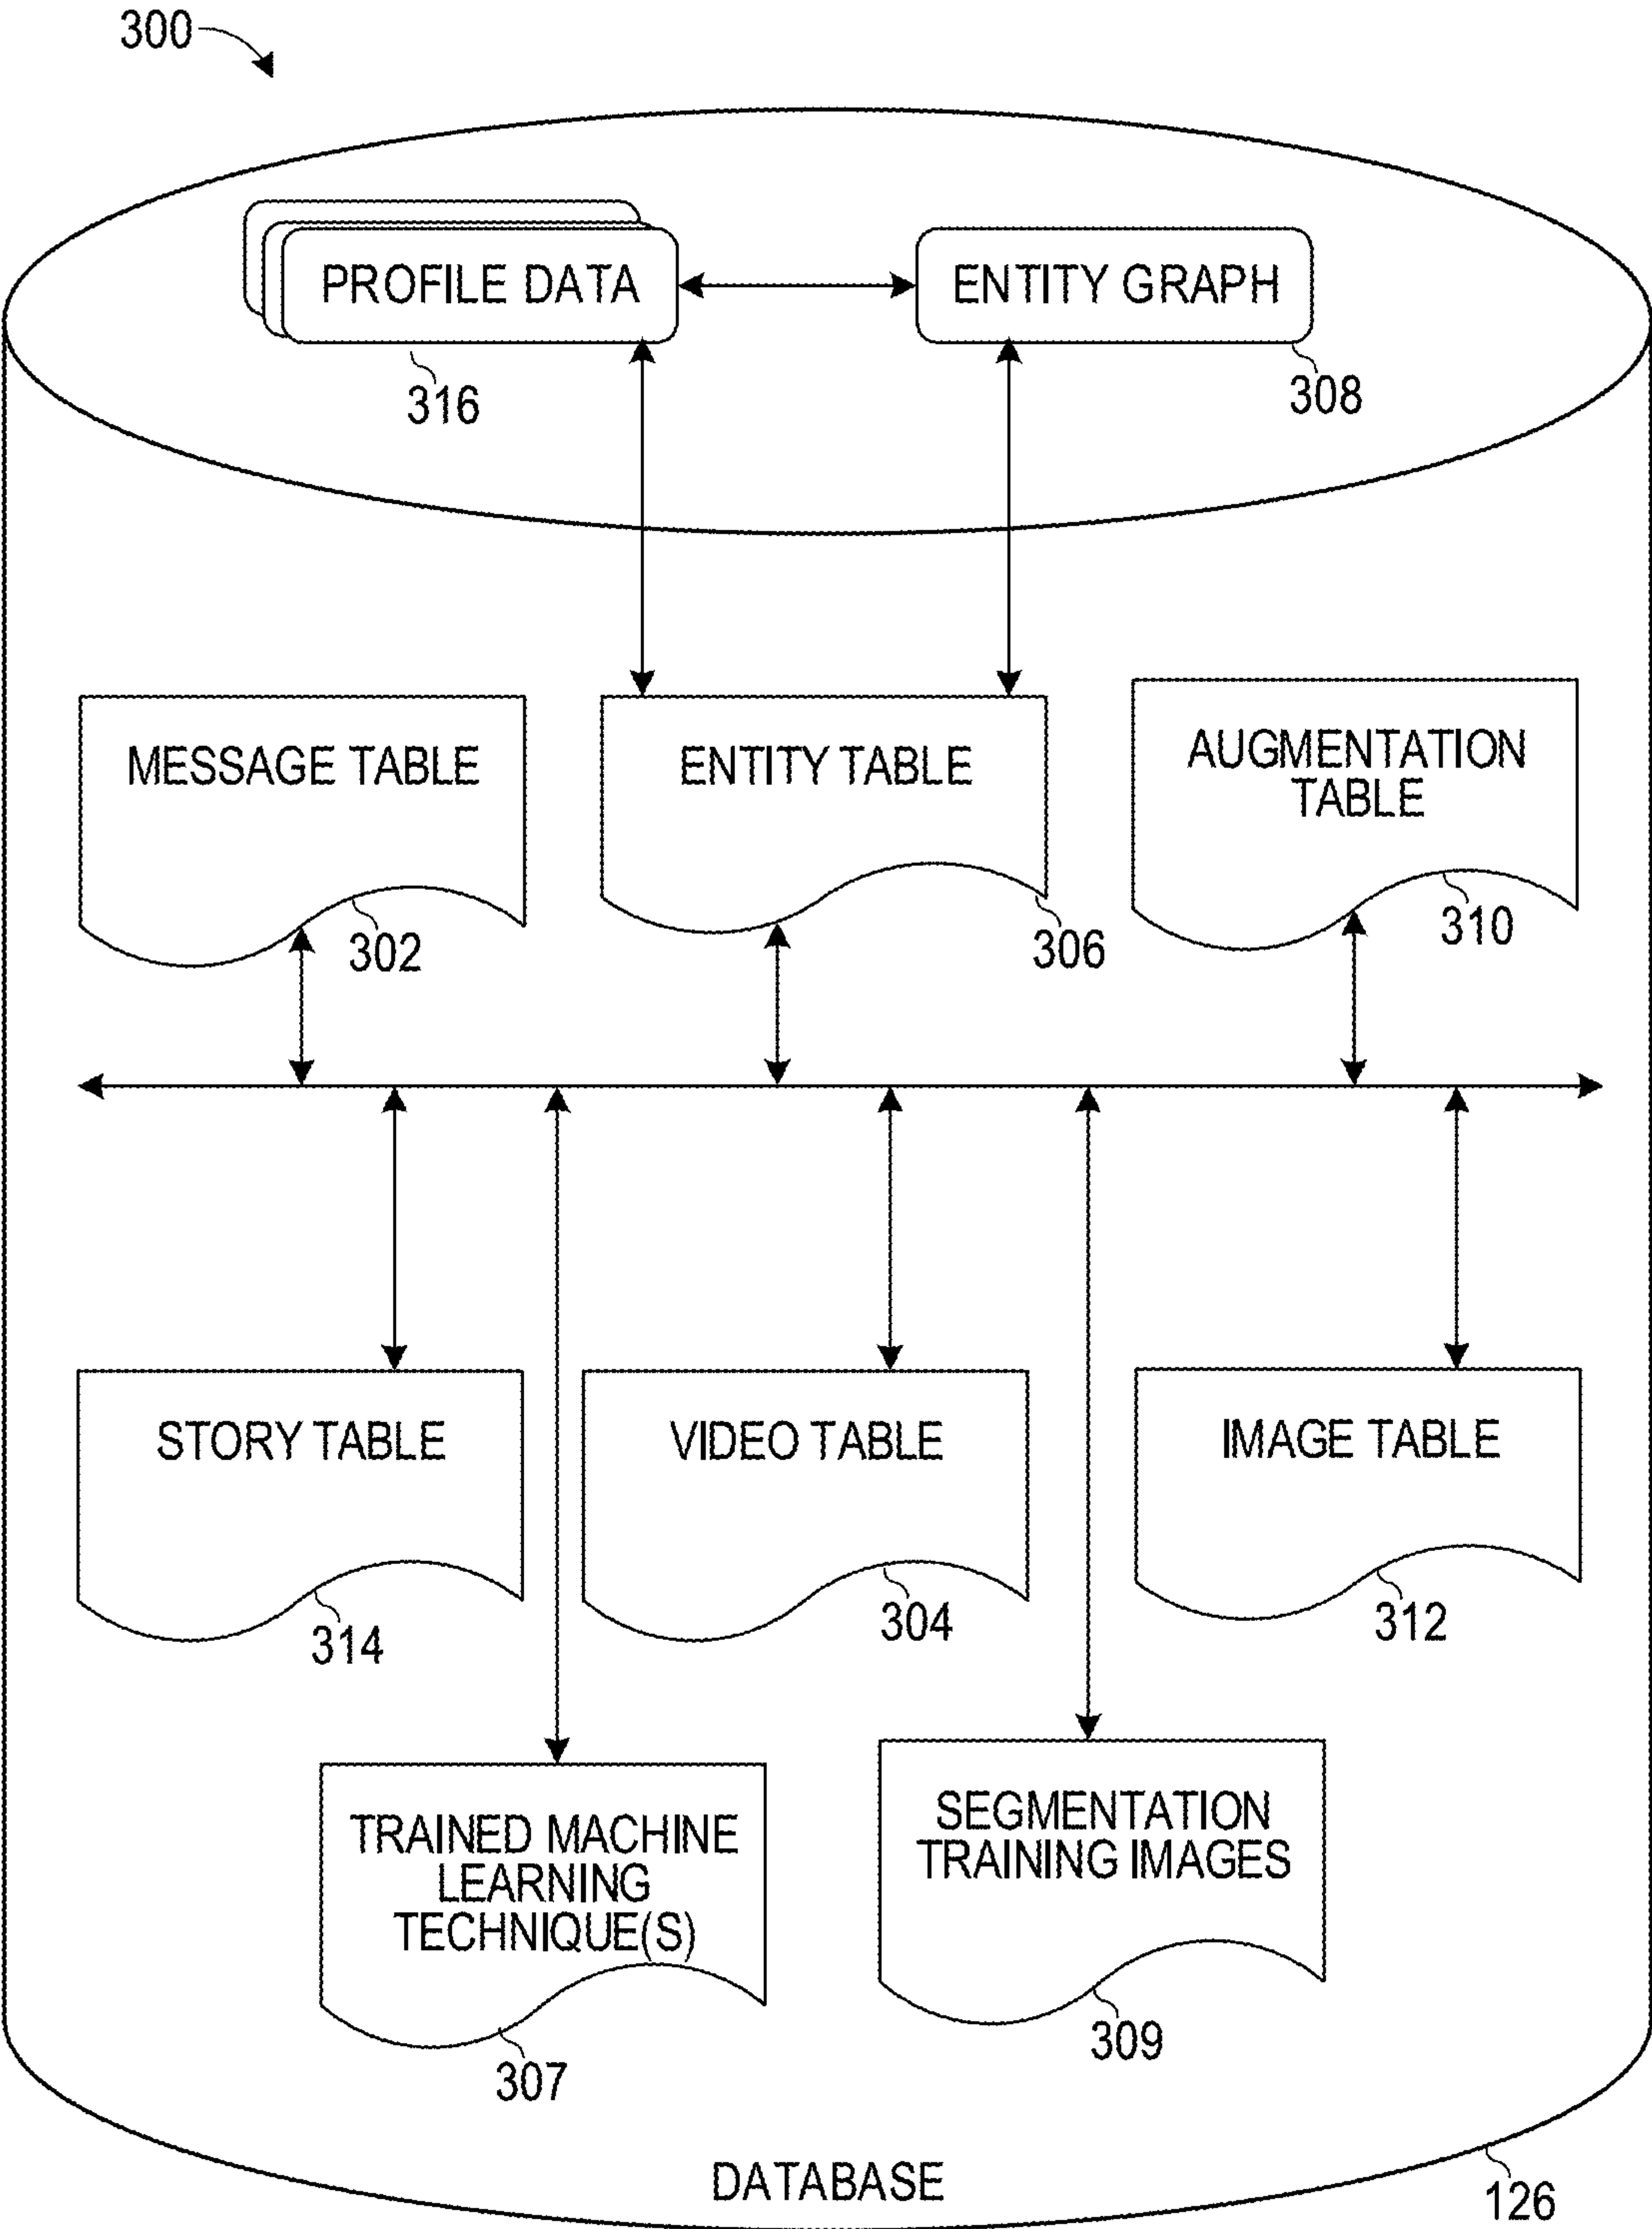 300
PROFILE DATA
ENTITY GRAPH
316
308
MESSAGE TABLE
ENTITY TABLE
AUGMENTATION
TABLE
302
306
310
STORY TABLE
VIDEO TABLE
IMAGE TABLE
314
304
312
TRAINED MACHINE
LEARNING
TECHNIQUE(S)
SEGMENTATION
TRAINING IMAGES
307
309
DATABASE
126